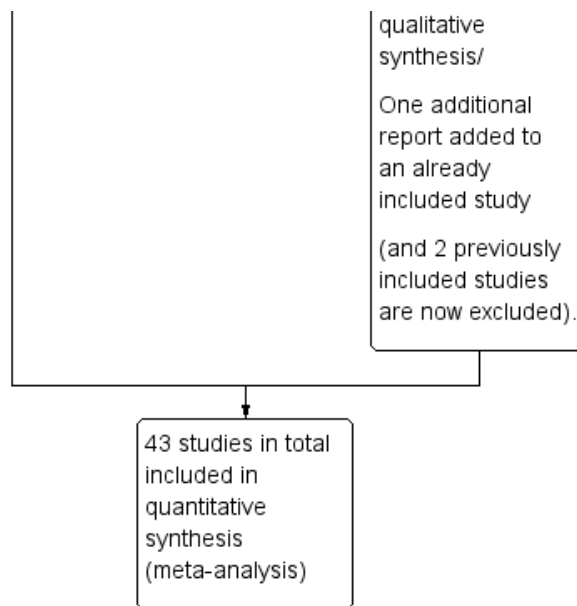 qualitative
synthesis/
One additional
report added to
an already
included study
(and 2 previously
included studies
are now excluded).
43 studies in total
included in
quantitative
synthesis
(meta-analysis)